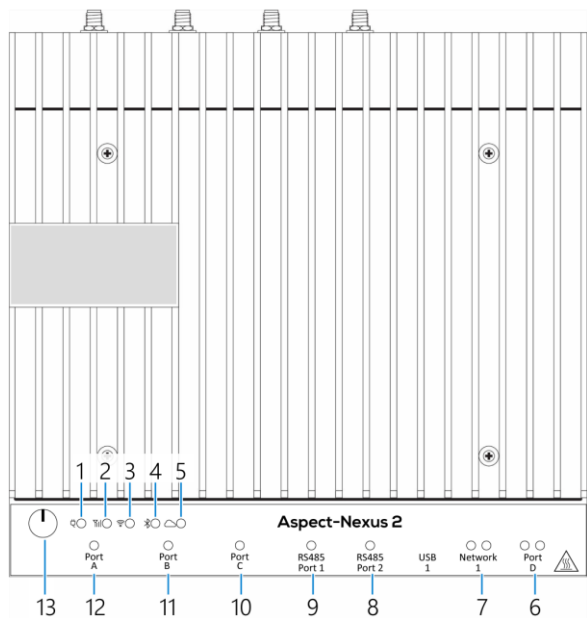 1 2 3 4 5
Aspect-Nexus 2
Port
A
Port
B
Port
C
RS485
Port 1
RS485
Port 2
USB
1
Network
1
Port
D
13 12 11 10 9 8 7 6